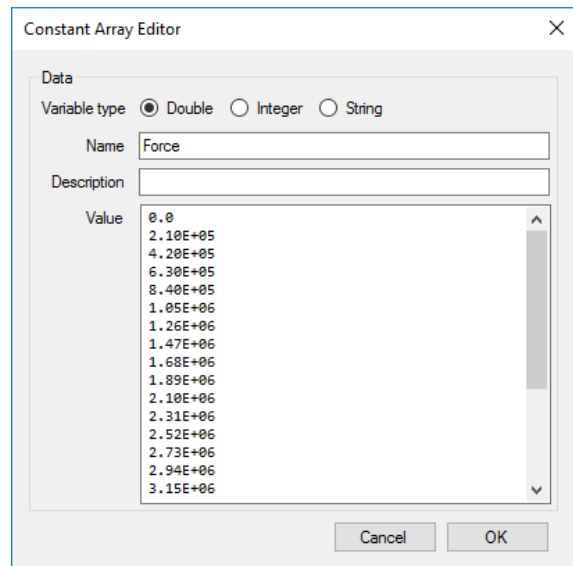 Constant Array Editor
Data
Variable type Double Integer String
Name Force
Description
Value 0.0
2.10E+05
4.20E+05
6.30E+05
8.40E+05
1.05E+06
1.26E+06
1.47E+06
1.68E+06
1.89E+06
2.10E+06
2.31E+06
2.52E+06
2.73E+06
2.94E+06
3.15E+06
Cancel OK